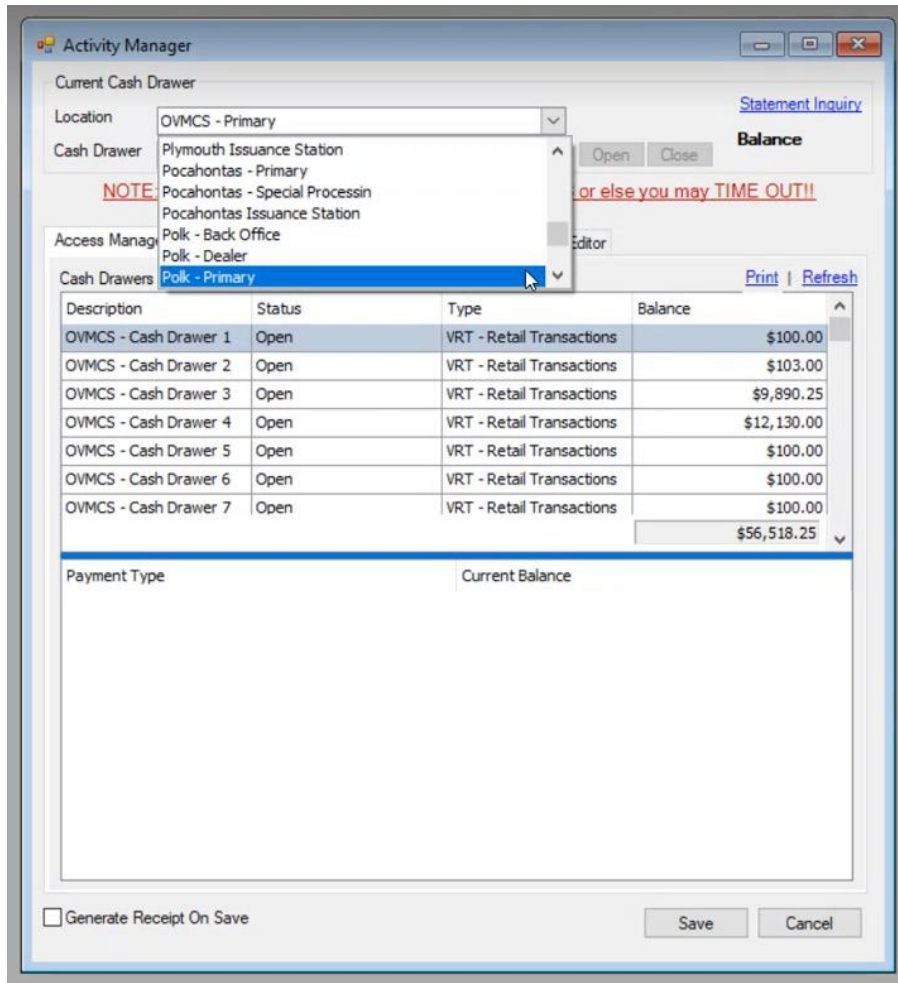 Activity Manager
Current Cash Drawer
Statement Inquiry
Location OVMCS - Primary
Balance
Cash Drawer Plymouth Issuance Station Open Close
Pocahontas - Primary
NOTE: Pocahontas - Special Processin or else you may TIME OUT!!
Pocahontas Issuance Station
Access Manag Polk - Back Office Editor
Polk - Dealer
Cash Drawers Polk - Primary Print | Refresh
Description Status Type Balance
OVMCS - Cash Drawer 1 Open VRT - Retail Transactions $100.00
OVMCS - Cash Drawer 2 Open VRT - Retail Transactions $103.00
OVMCS - Cash Drawer 3 Open VRT - Retail Transactions $9,890.25
OVMCS - Cash Drawer 4 Open VRT - Retail Transactions $12,130.00
OVMCS - Cash Drawer 5 Open VRT - Retail Transactions $100.00
OVMCS - Cash Drawer 6 Open VRT - Retail Transactions $100.00
OVMCS - Cash Drawer 7 Open VRT - Retail Transactions $100.00
$56,518.25
Payment Type Current Balance
Generate Receipt On Save Save Cancel